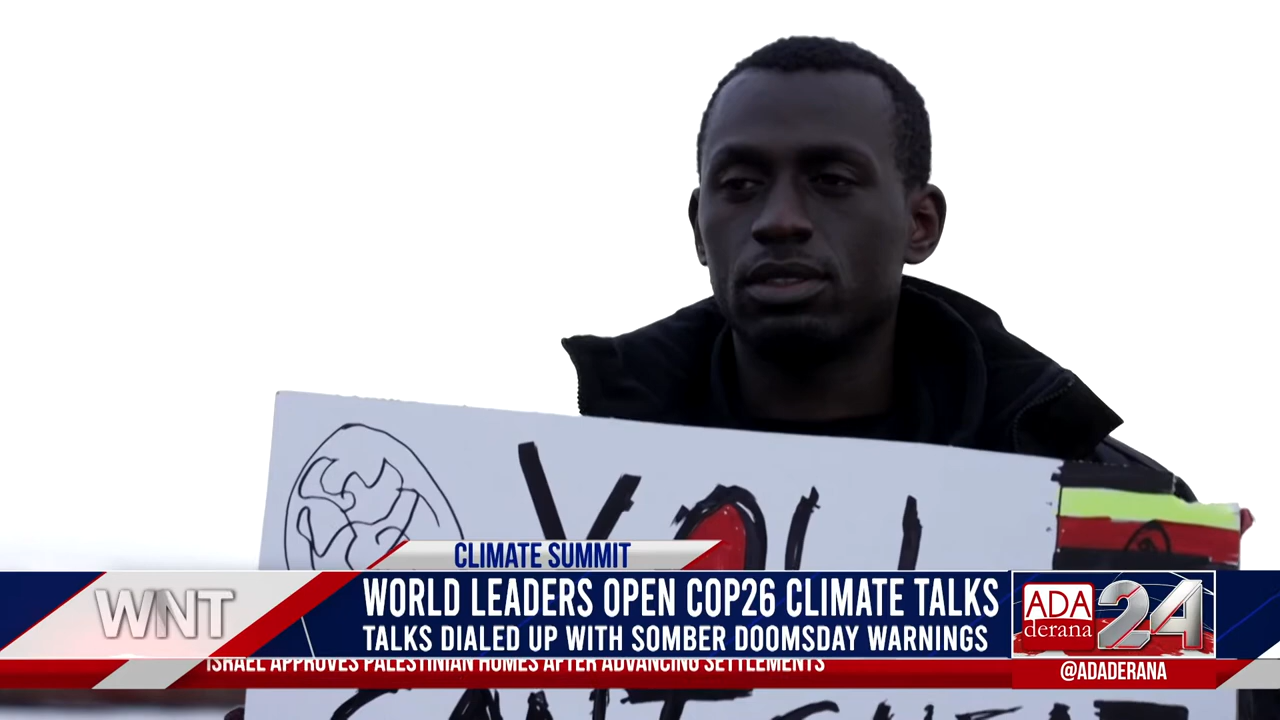 YOU
CLIMATE SUMMIT
WNT
WORLD LEADERS OPEN COP26 CLIMATE TALKS
TALKS DIALED UP WITH SOMBER DOOMSDAY WARNINGS
ADA
derana
24
ISRAEL APPROVES PALESTINIAN HOMES AFTER ADVANCING SETTLEMENTS
@ADADERANA
CAN'T